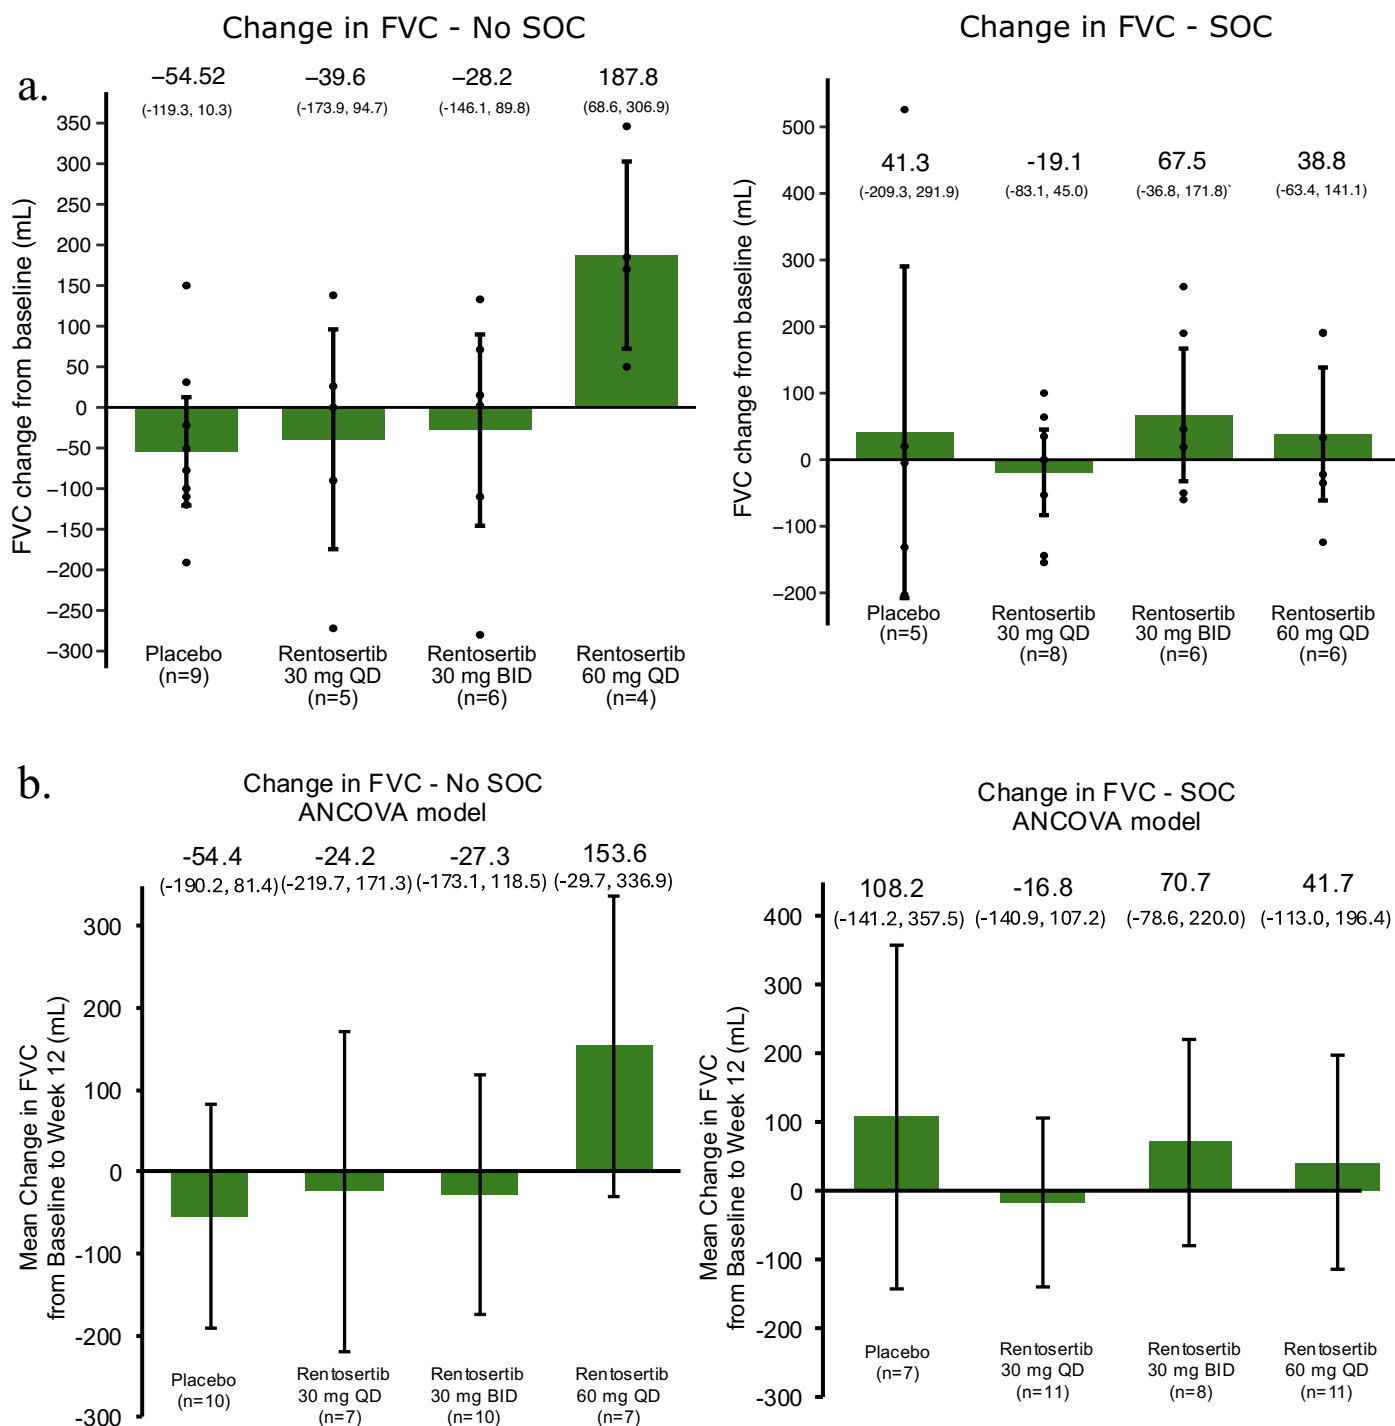 Change in FVC - No SOC
a.
−54.52
−39.6
−28.2
187.8
(-119.3, 10.3)
(-173.9, 94.7)
(-146.1, 89.8)
(68.6, 306.9)
FVC change from baseline (mL)
350
300
250
200
150
100
50
0
−50
−100
−150
−200
−250
−300
Placebo
(n=9)
Rentosertib
30 mg QD
(n=5)
Rentosertib
30 mg BID
(n=6)
Rentosertib
60 mg QD
(n=4)
Change in FVC - SOC
41.3
-19.1
67.5
38.8
(-209.3, 291.9)
(-83.1, 45.0)
(-36.8, 171.8)`
(-63.4, 141.1)
FVC change from baseline (mL)
500
400
300
200
100
0
−100
−200
Placebo
(n=5)
Rentosertib
30 mg QD
(n=8)
Rentosertib
30 mg BID
(n=6)
Rentosertib
60 mg QD
(n=6)
b.
Change in FVC - No SOC
ANCOVA model
-54.4
-24.2
-27.3
153.6
(-190.2, 81.4)
(-219.7, 171.3)
(-173.1, 118.5)
(-29.7, 336.9)
Mean Change in FVC
from Baseline to Week 12 (mL)
300
200
100
0
-100
-200
-300
Placebo
(n=10)
Rentosertib
30 mg QD
(n=7)
Rentosertib
30 mg BID
(n=10)
Rentosertib
60 mg QD
(n=7)
Change in FVC - SOC
ANCOVA model
108.2
-16.8
70.7
41.7
(-141.2, 357.5)
(-140.9, 107.2)
(-78.6, 220.0)
(-113.0, 196.4)
Mean Change in FVC
from Baseline to Week 12 (mL)
400
300
200
100
0
-100
-200
-300
Placebo
(n=7)
Rentosertib
30 mg QD
(n=11)
Rentosertib
30 mg BID
(n=8)
Rentosertib
60 mg QD
(n=11)